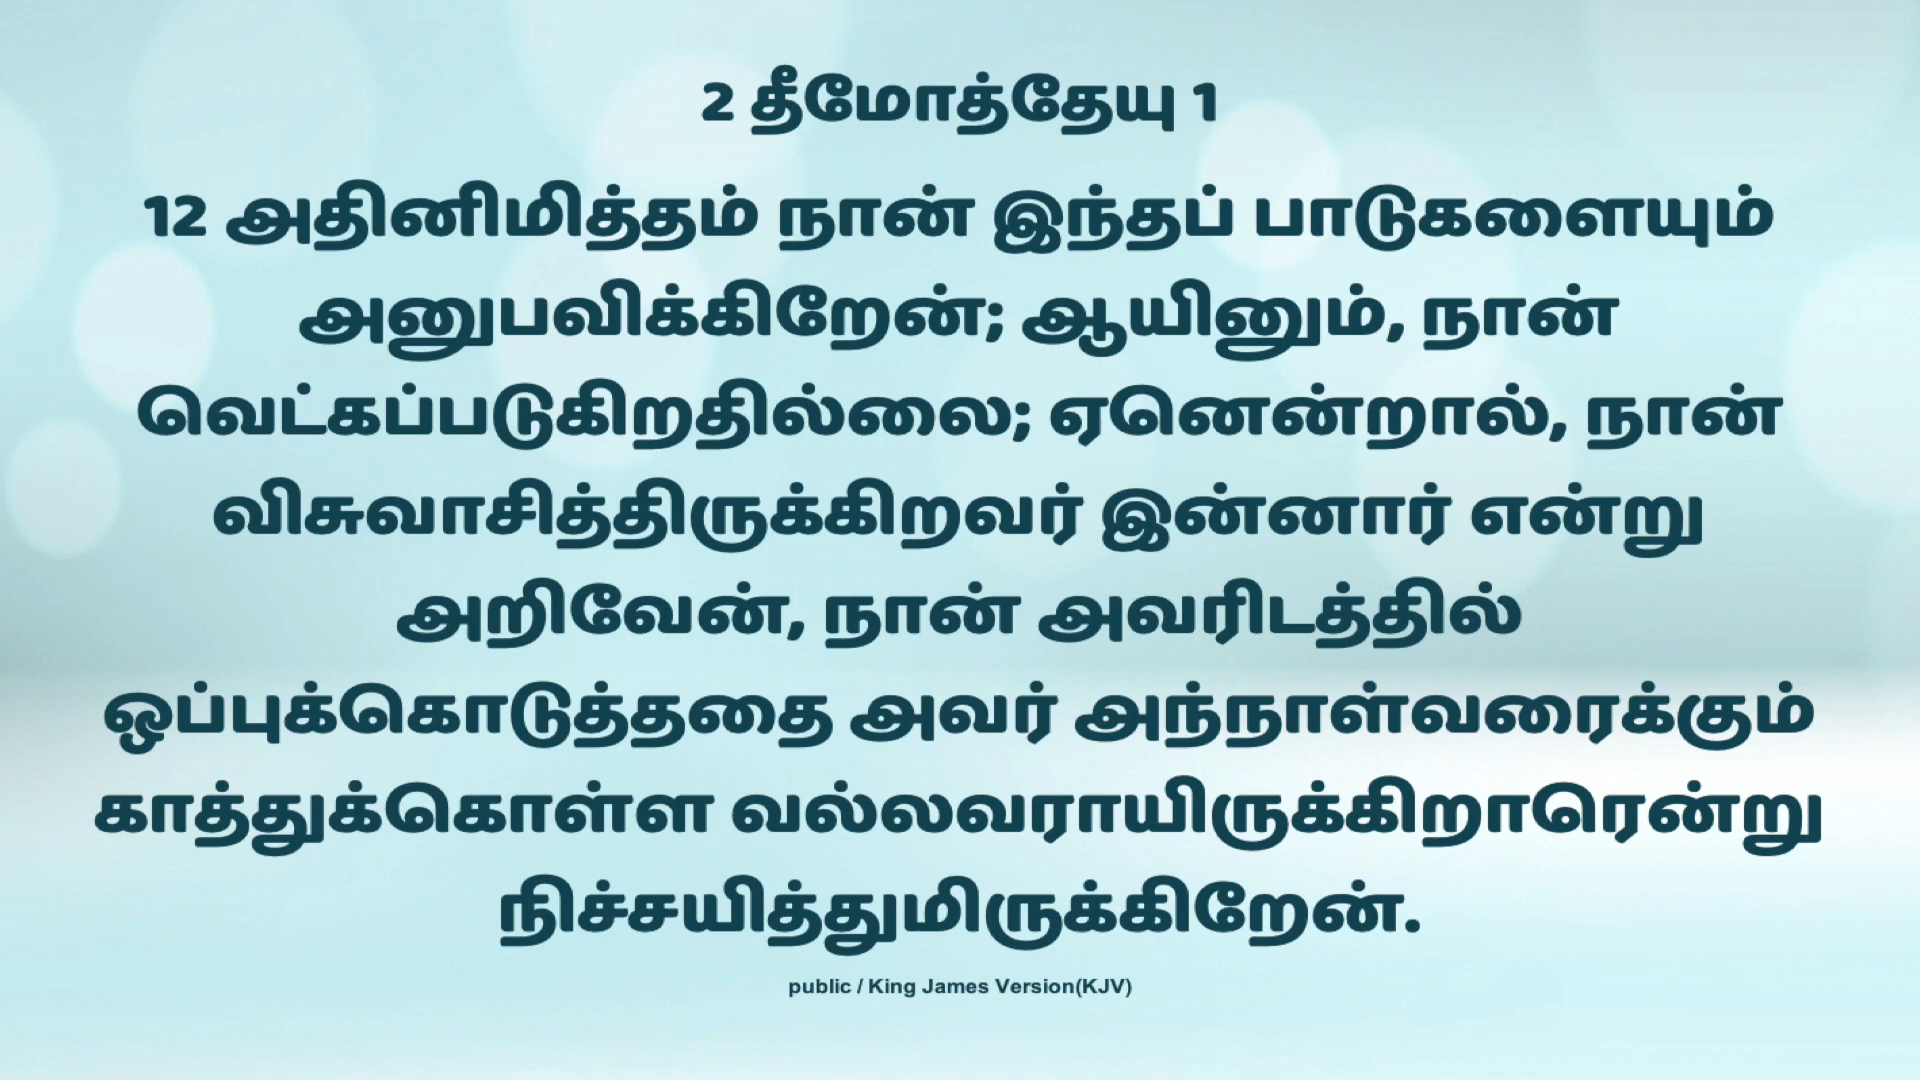 2 தீமோத்தேயு 1
12 அதினிமித்தம் நான் இந்தப் பாடுகளையும்
அனுபவிக்கிறேன்; ஆயினும், நான்
வெட்கப்படுகிறதில்லை; ஏனென்றால், நான்
விசுவாசித்திருக்கிறவர் இன்னார் என்று
அறிவேன், நான் அவரிடத்தில்
ஒப்புக்கொடுத்ததை அவர் அந்நாள்வரைக்கும்
காத்துக்கொள்ள வல்லவராயிருக்கிறாரென்று
நிச்சயித்துமிருக்கிறேன்.
public / King James Version(KJV)